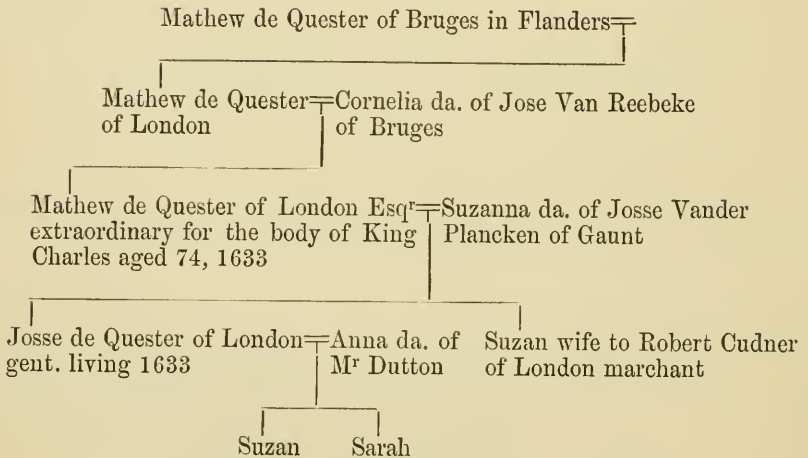 Mathew de Quester of Bruges in Flanders
Mathew de Quester=Cornelia da. of Jose Van Reebeke
of London of Bruges
Mathew de Quester of London Esqr=Suzanna da. of Josse Vander
extraordinary for the body of King Plancken of Gaunt
Charles aged 74, 1633
Josse de Quester of London=Anna da. of Suzan wife to Robert Cudner
gent. living 1633 Mr Dutton of London marchant
Suzan Sarah